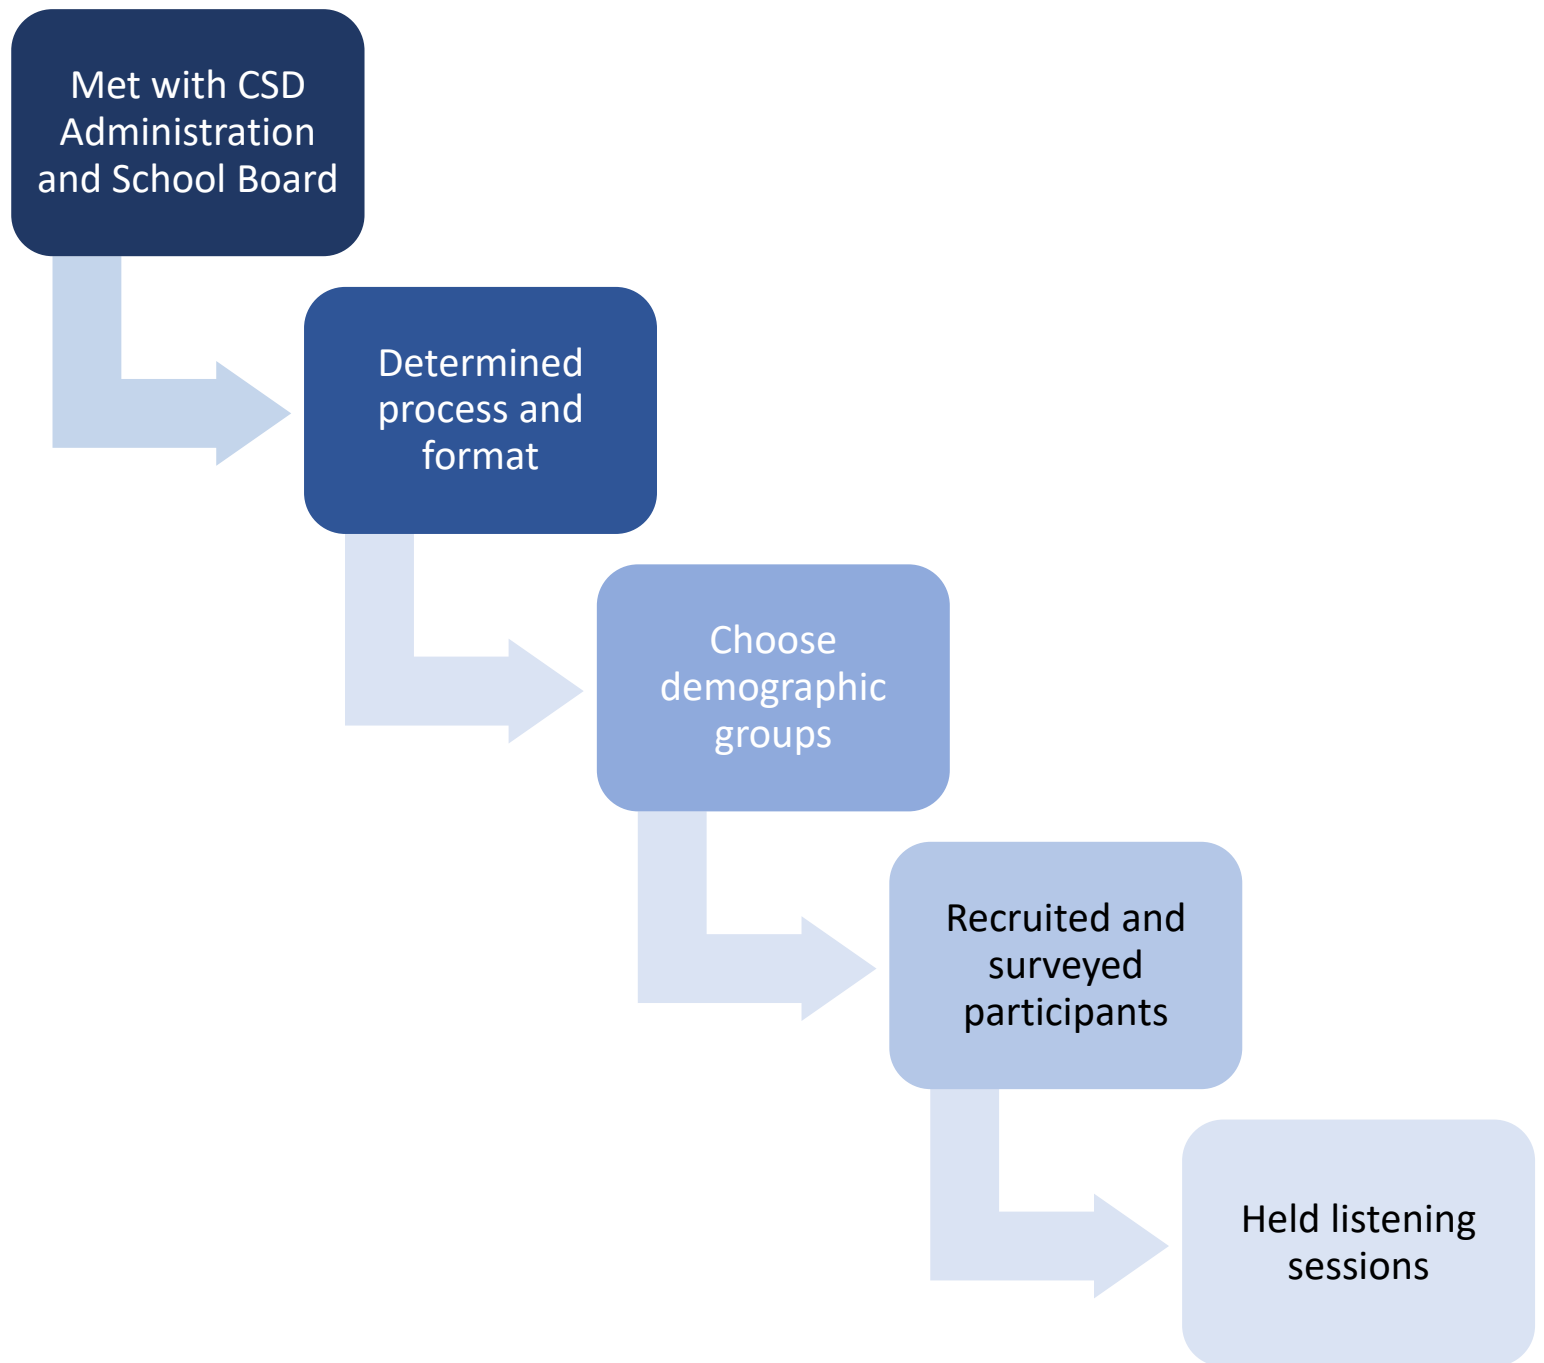 Met with CSD
Administration
and School Board
Determined
process and
format
Choose
demographic
groups
Recruited and
surveyed
participants
Held listening
sessions